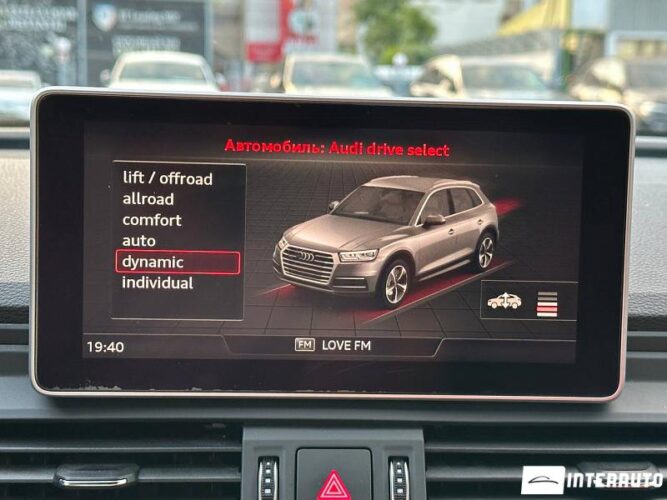 Автомобиль: Audi drive select
lift / offroad
allroad
comfort
auto
dynamic
individual
19:40
FM
LOVE FM
INTERAUTO